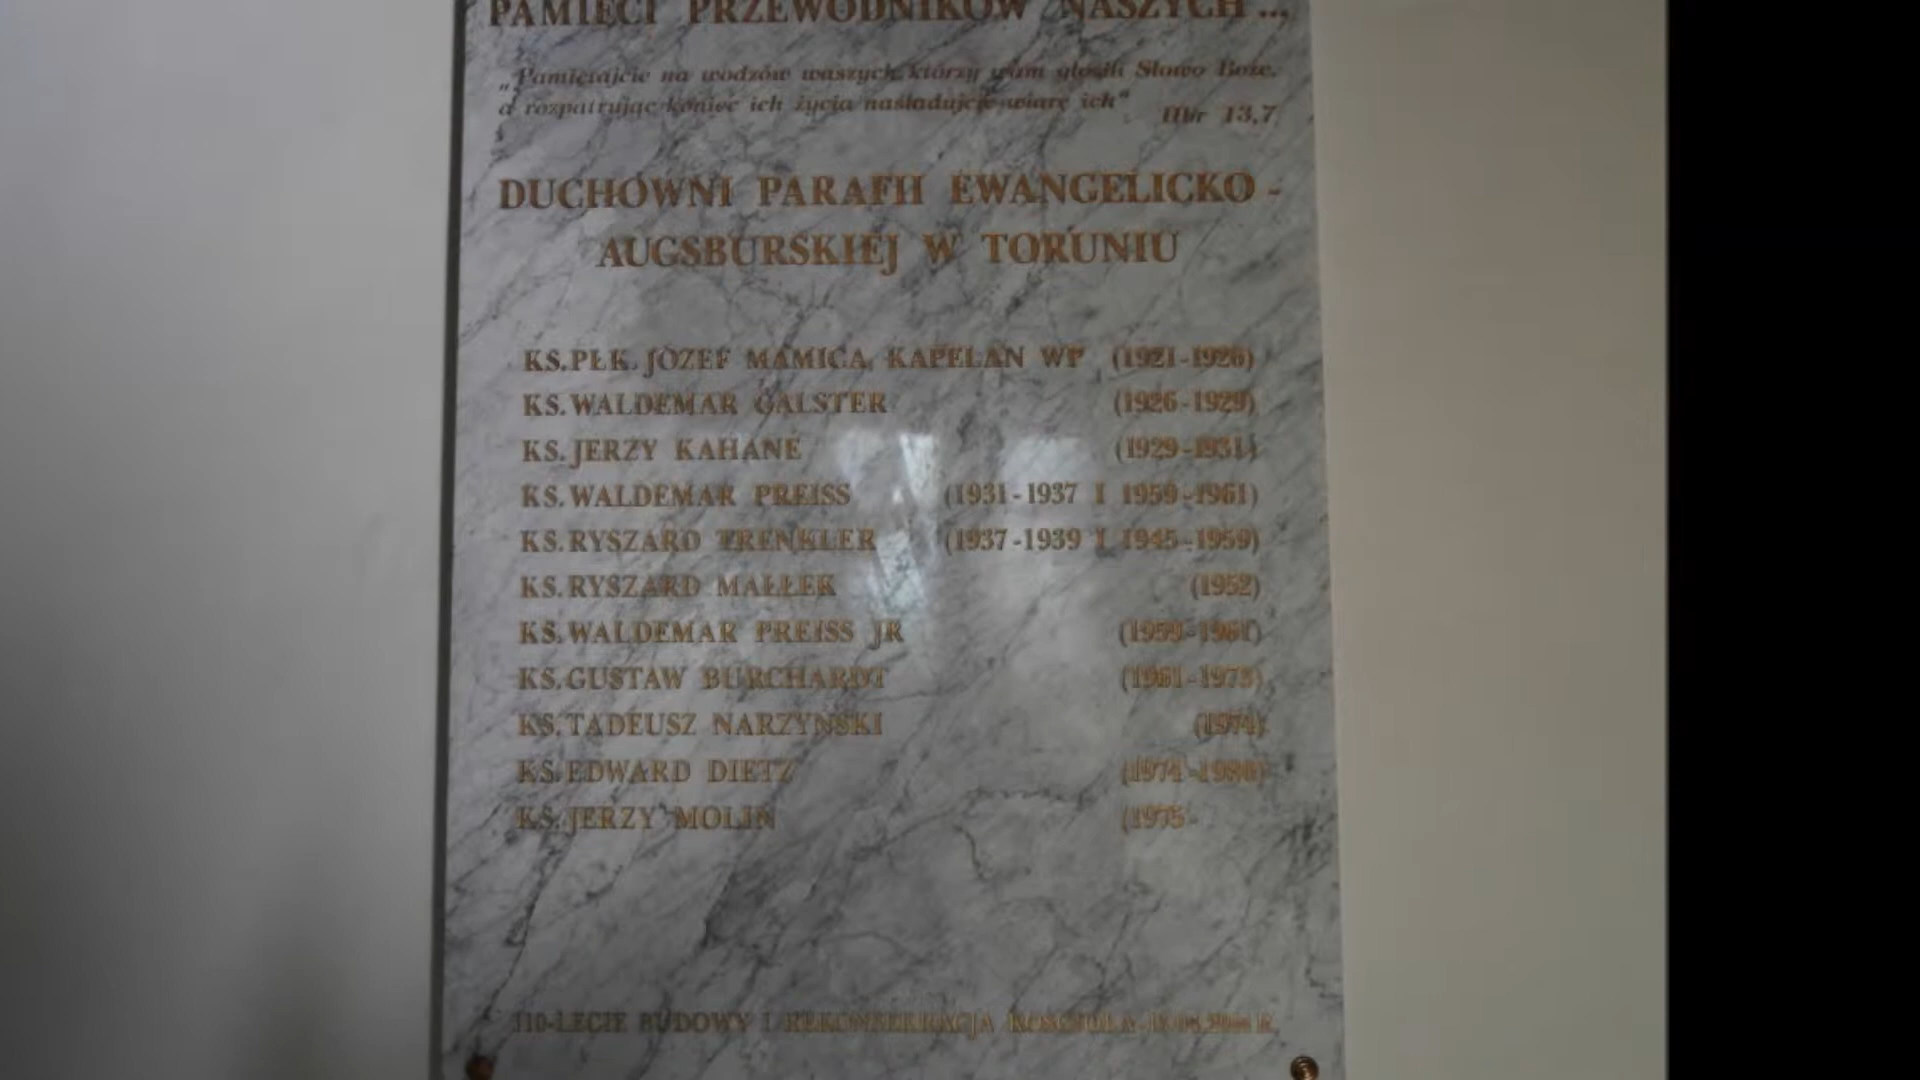 PAMIĘCI PRZEWODNIKÓW NASZYCH...
„Pamiętajcie na wodzów waszych, którzy wam głosili Słowo Boże,
a rozpatrując koniec ich życia naśladujcie wiarę ich"
Hbr 13,7
DUCHOWNI PARAFII EWANGELICKO-
AUGSBURSKIEJ W TORUNIU
KS. PŁK. JÓZEF MAMICA, KAPELAN WP (1921-1926)
KS. WALDEMAR GALSTER (1926-1929)
KS. JERZY KAHANE (1929-1931)
KS. WALDEMAR PREISS (1931-1937 I 1959-1961)
KS. RYSZARD TRENKLER (1937-1939 I 1945-1959)
KS. RYSZARD MAŁŁEK (1952)
KS. WALDEMAR PREISS JR (1959-1961)
KS. GUSTAW BURCHARDT (1961-1973)
KS. TADEUSZ NARZYŃSKI (1974)
KS. EDWARD DIETZ (1974-
KS. JERZY MOLIN (1975-
110-LECIE BUDOWY I REKONSEKRACJA KOŚCIOŁA